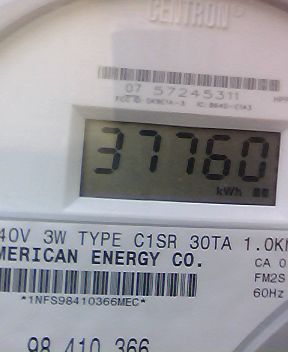 CENTRON®
07 57245311
37760
kWh
40V 3W TYPE C1SR 30TA 1.0K
MERICAN ENERGY CO.
CA 0
FM2S
60Hz
*1NFS98410366MEC*
98 410 366